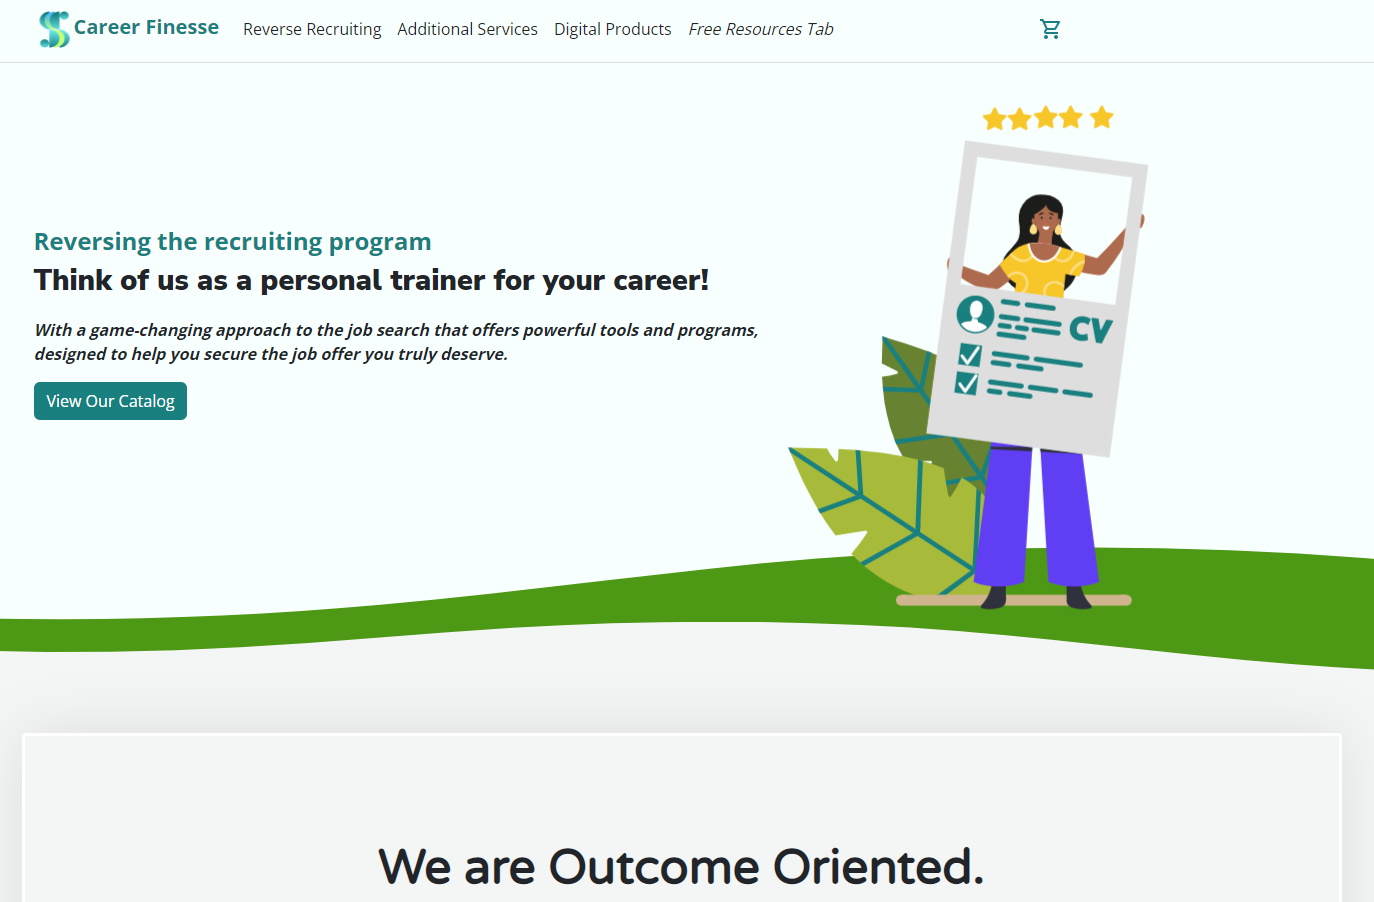 Career Finesse
Reverse Recruiting
Additional Services
Digital Products
Free Resources Tab
Reversing the recruiting program
Think of us as a personal trainer for your career!
With a game-changing approach to the job search that offers powerful tools and programs,
designed to help you secure the job offer you truly deserve.
View Our Catalog
CV
We are Outcome Oriented.